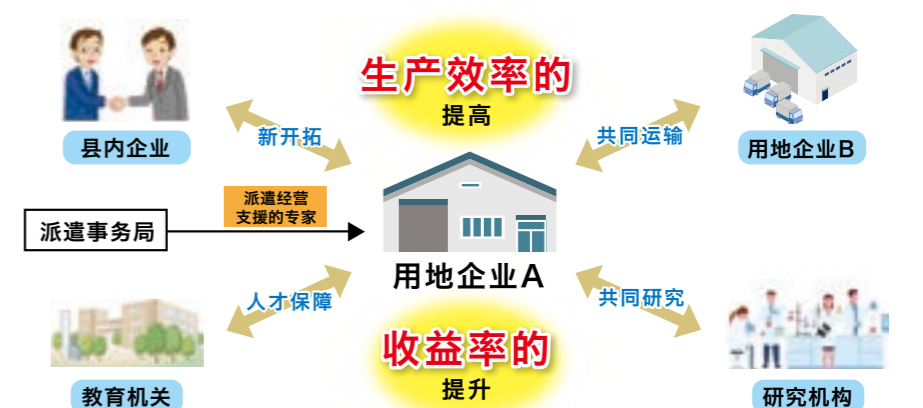 生产效率的
提高
新开拓
共同运输
县内企业
用地企业B
派遣经营
支援的专家
派遣事务局
用地企业A
人才保障
共同研究
收益率的
提升
教育机关
研究机构